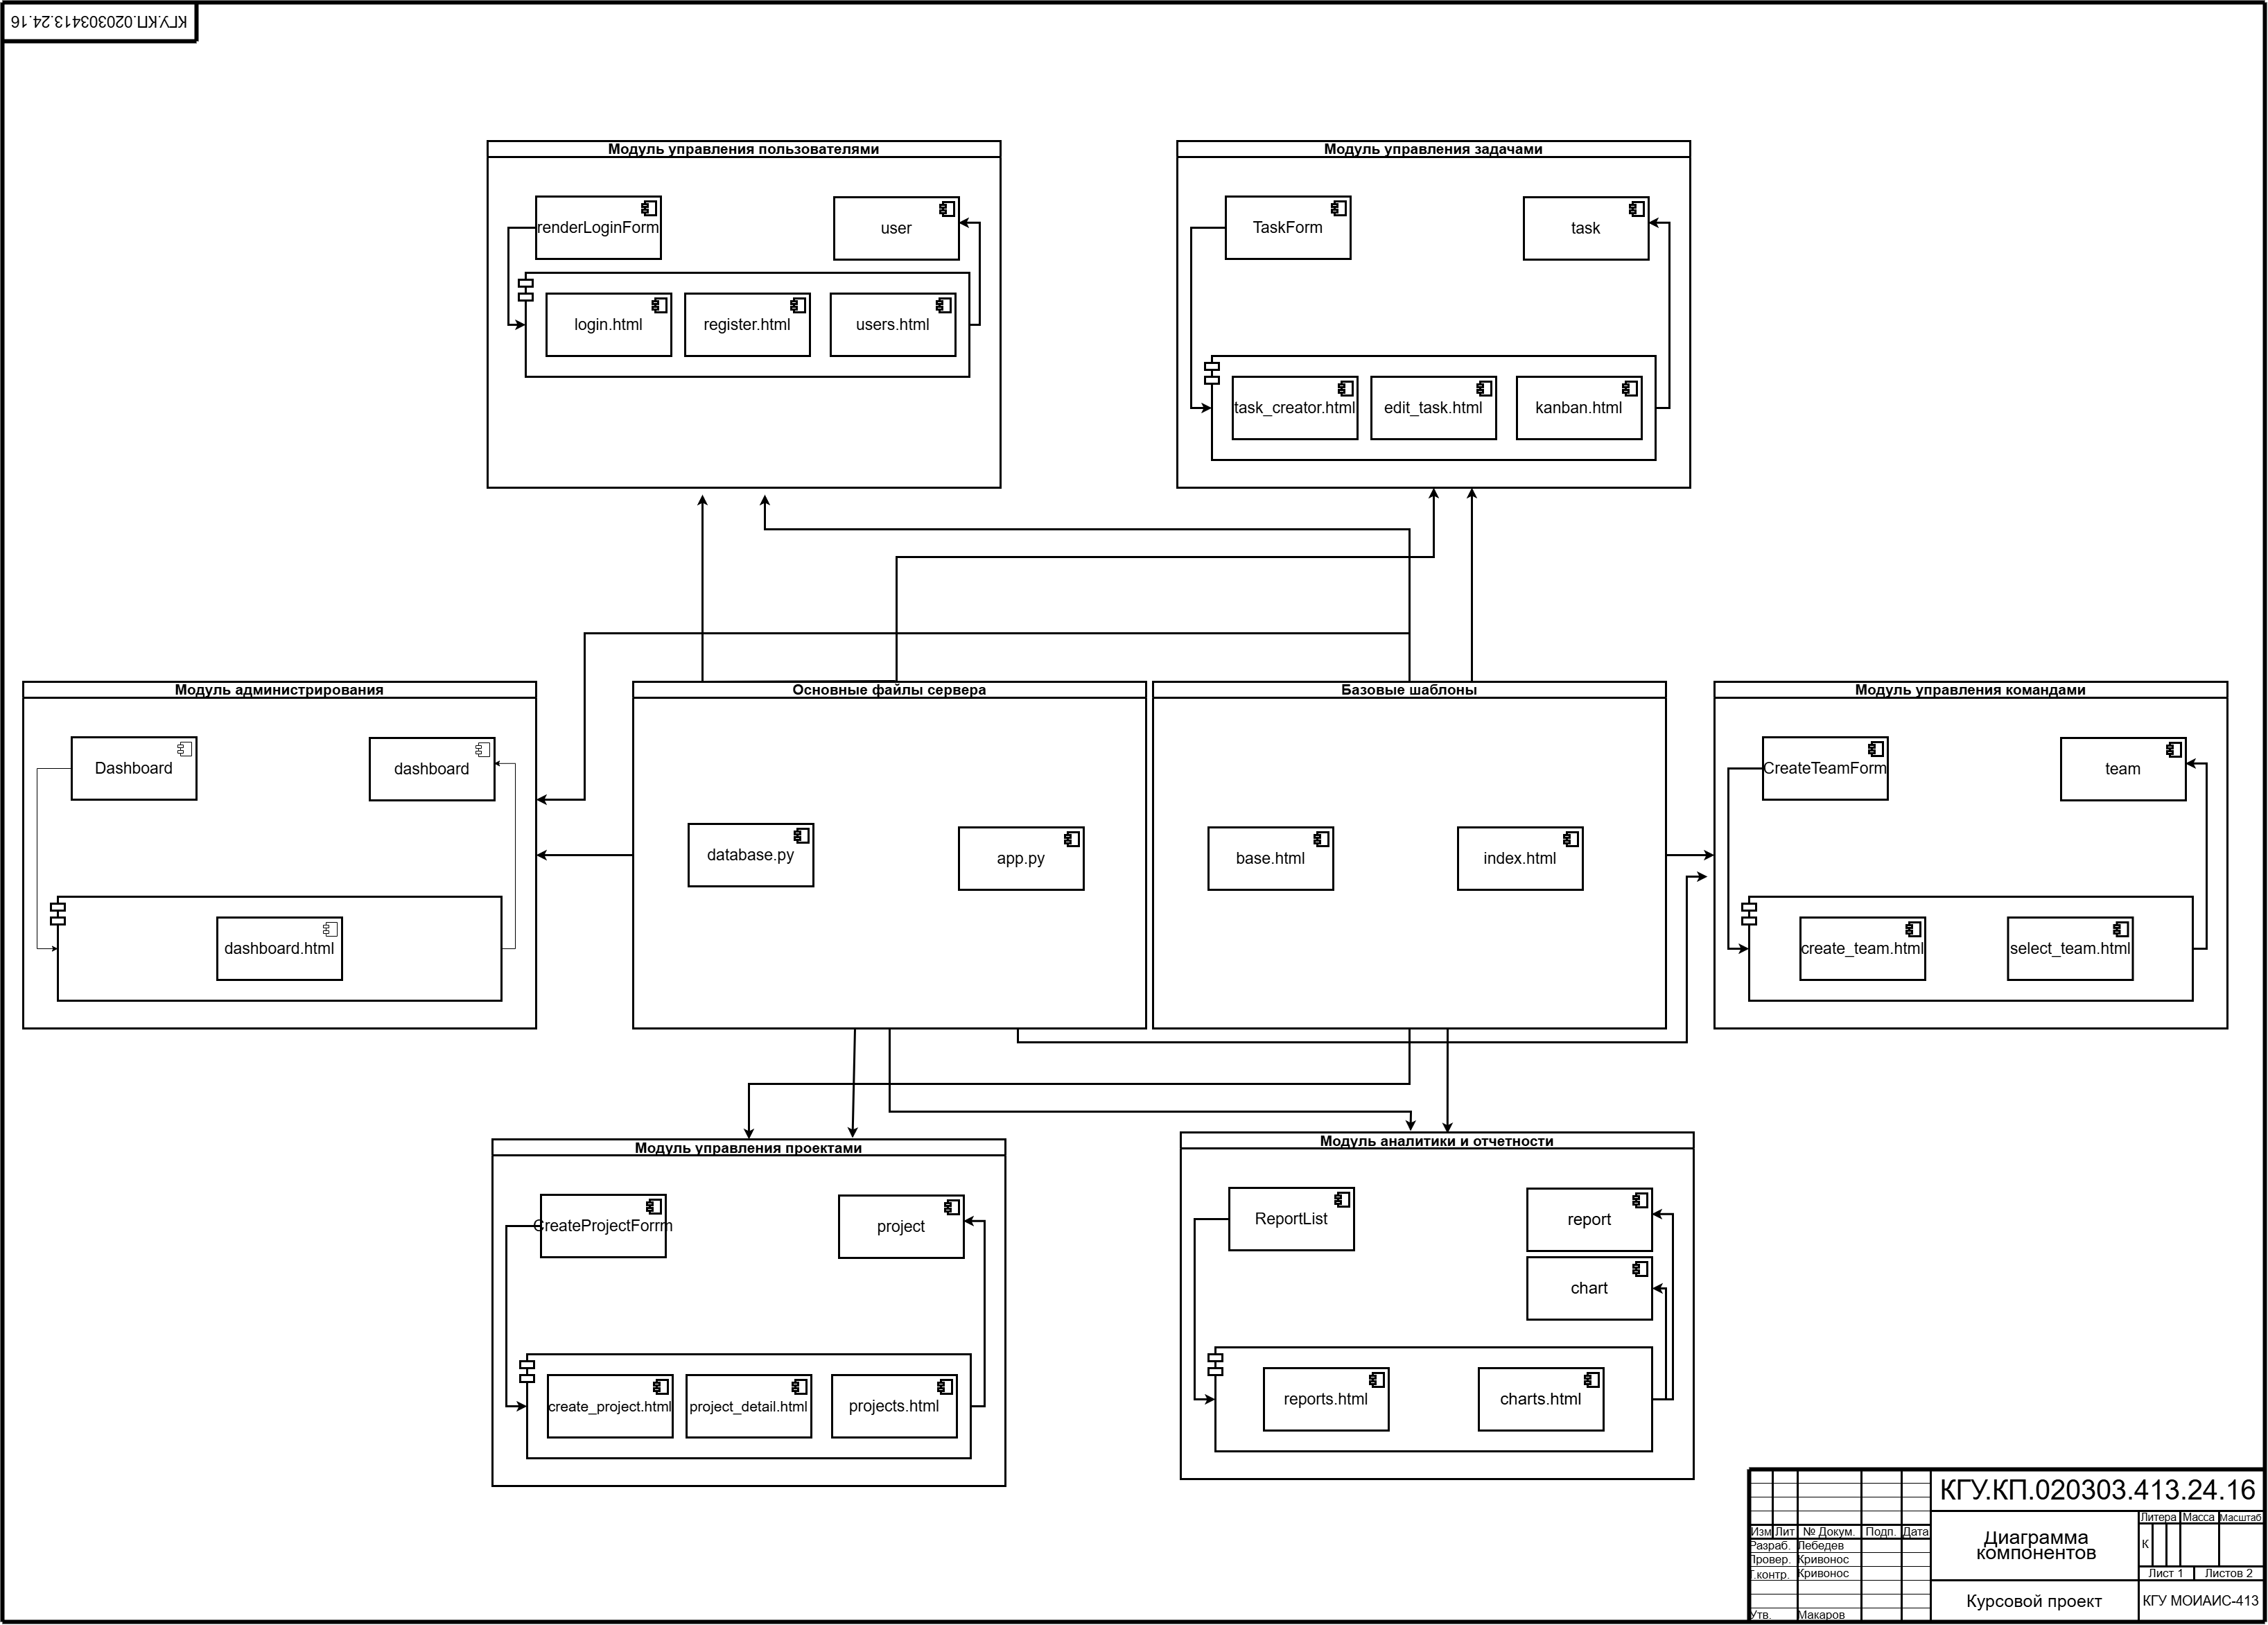 КГУ.КП.020303413.24.16
Модуль управления пользователями
renderLoginForm
user
login.html
register.html
users.html
Модуль управления задачами
TaskForm
task
task_creator.html
edit_task.html
kanban.html
Модуль администрирования
Dashboard
dashboard
dashboard.html
Основные файлы сервера
database.py
app.py
Базовые шаблоны
base.html
index.html
Модуль управления командами
CreateTeamForm
team
create_team.html
select_team.html
Модуль управления проектами
CreateProjectForrm
project
create_project.html
project_detail.html
projects.html
Модуль аналитики и отчетности
ReportList
report
chart
reports.html
charts.html
КГУ.КП.020303.413.24.16
Изм Лит № Докум. Подп. Дата
Разраб. Лебедев
Провер. Кривонос
Т.контр. Кривонос
Утв. Макаров
Диаграмма
компонентов
Литера Масса Масштаб
К
Лист 1 Листов 2
Курсовой проект
КГУ МОИАИС-413